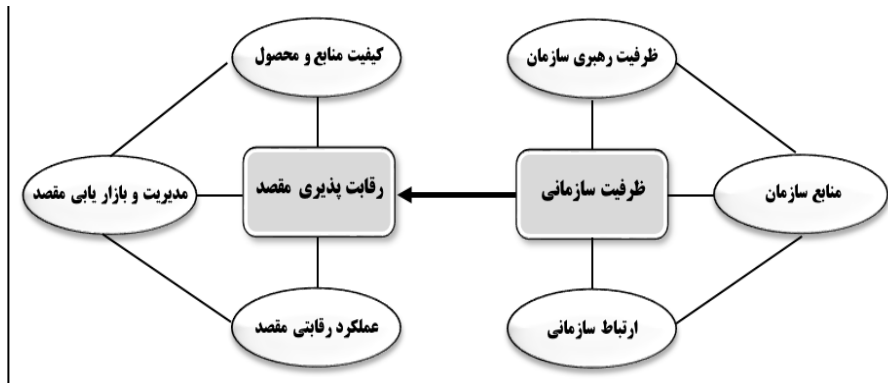 ظرفیت رهبری سازمان
کیفیت منابع و محصول
منابع سازمان
ظرفیت سازمانی
رقابت پذیری مقصد
مدیریت و بازار یابی مقصد
ارتباط سازمانی
عملکرد رقابتی مقصد